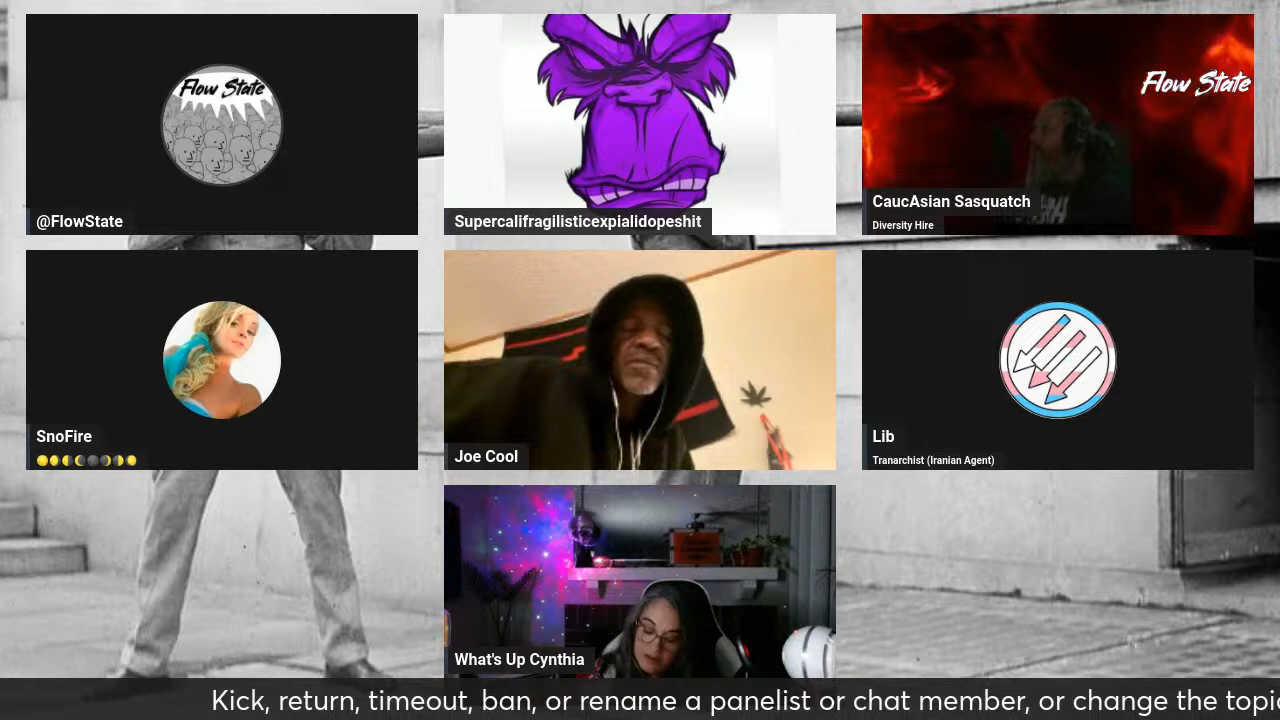 Flow State
@FlowState
Supercalifragilisticexpialidopeshit
Flow State
CaucAsian Sasquatch
Diversity Hire
SnoFire
Joe Cool
Lib
Tranarchist (Iranian Agent)
What's Up Cynthia
Kick, return, timeout, ban, or rename a panelist or chat member, or change the topic